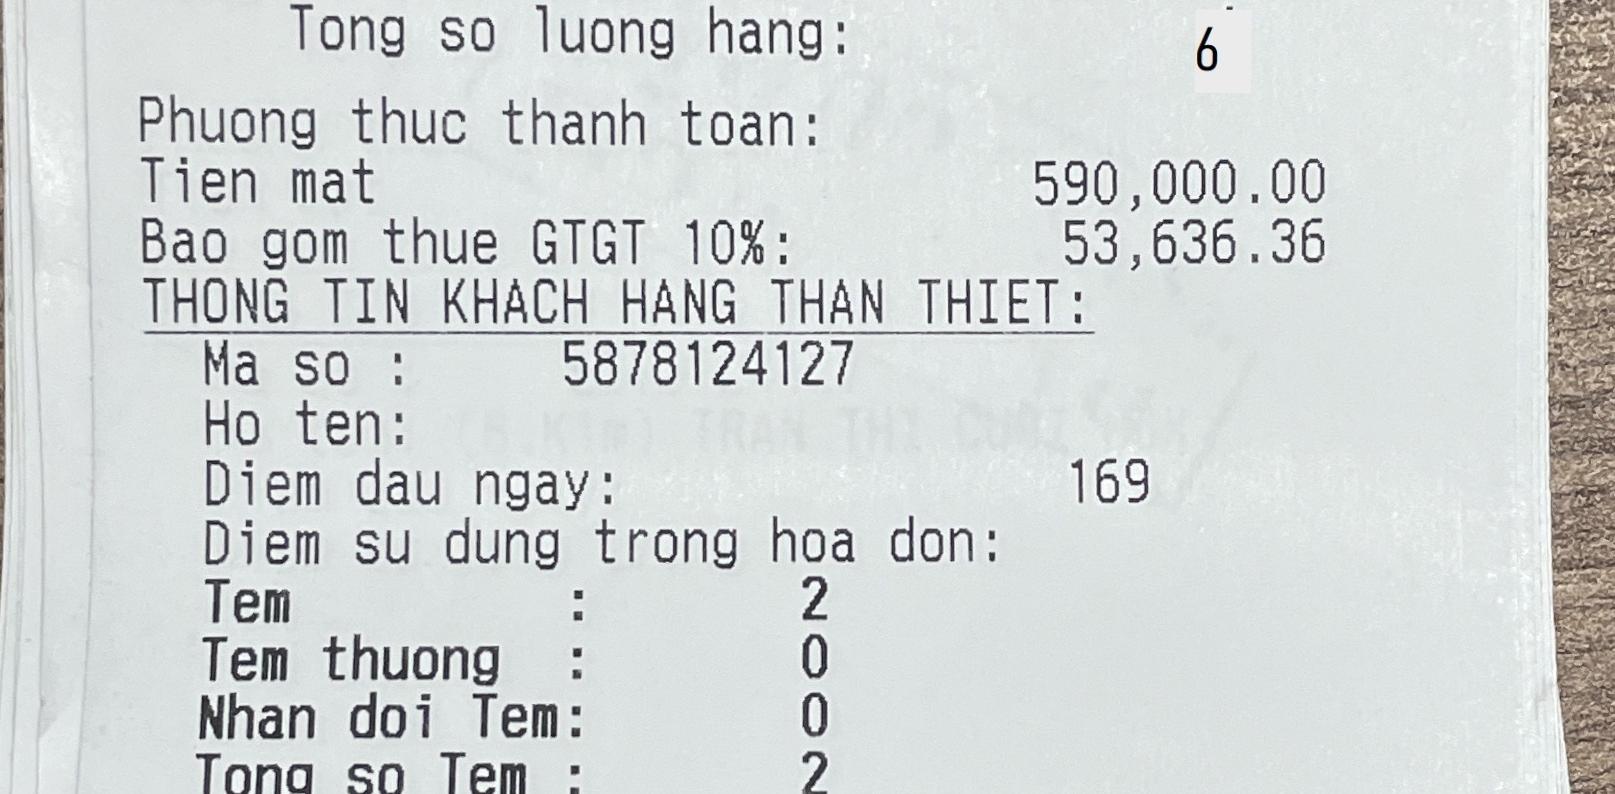 Tong so luong hang: 6
Phuong thuc thanh toan:
Tien mat 590,000.00
Bao gom thue GTGT 10%: 53,636.36
THONG TIN KHACH HANG THAN THIET:
Ma so : 5878124127
Ho ten:
Diem dau ngay: 169
Diem su dung trong hoa don:
Tem : 2
Tem thuong : 0
Nhan doi Tem: 0
Tong so Tem : 2